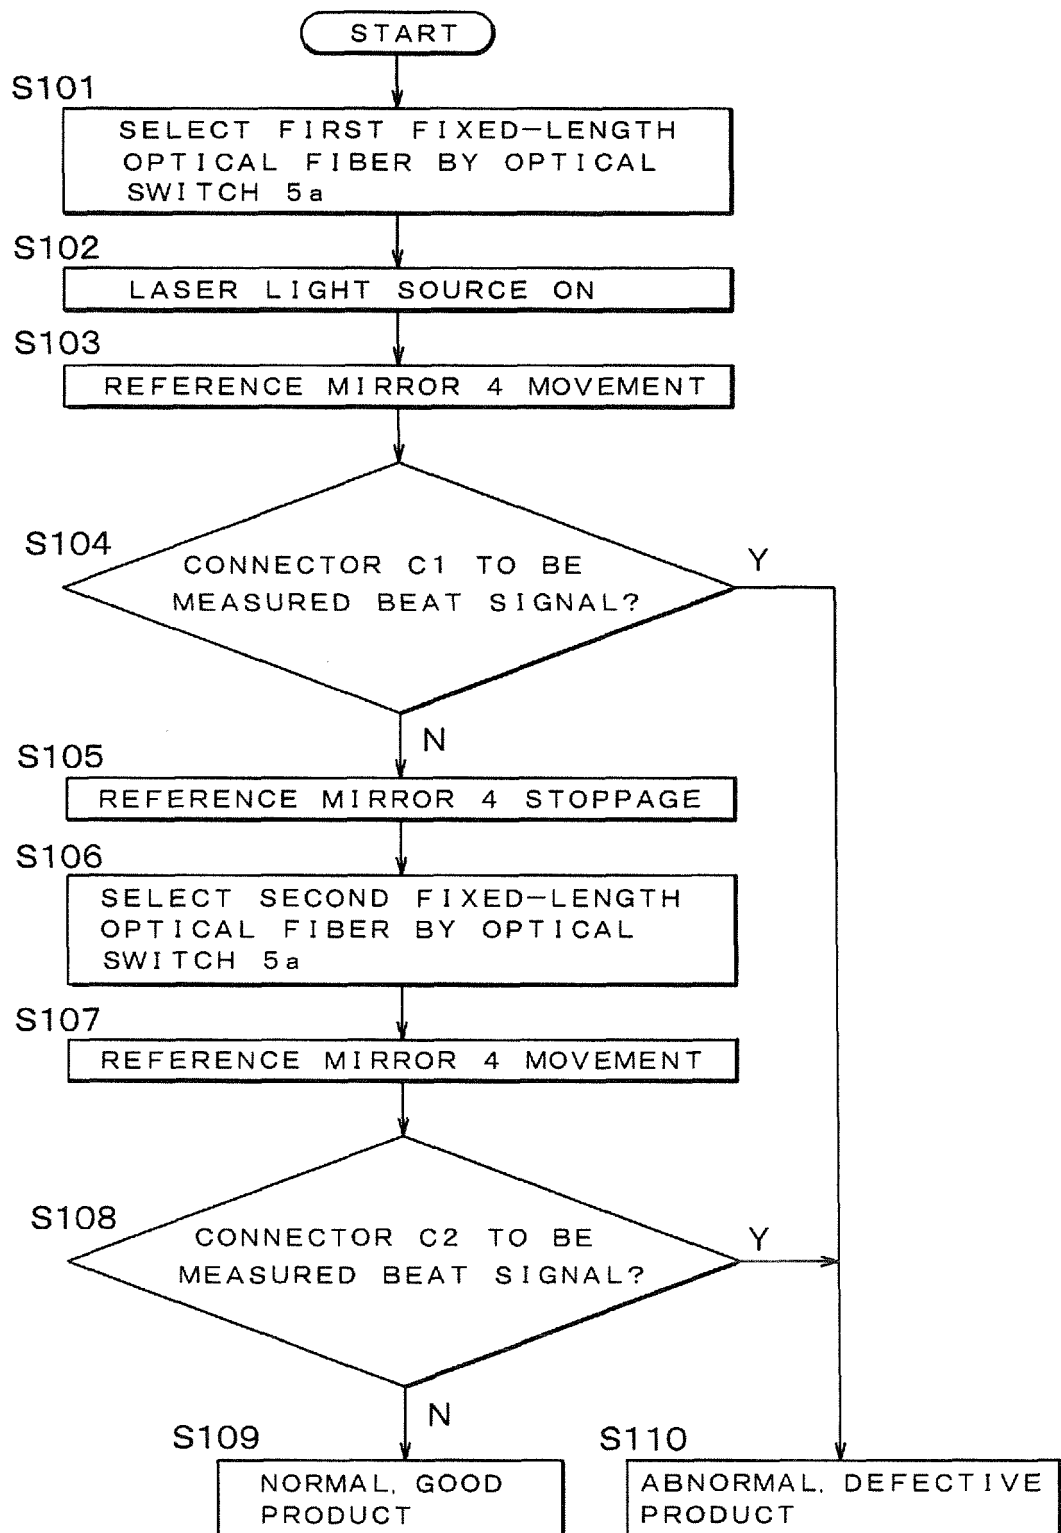 START
S101
SELECT FIRST FIXED-LENGTH
OPTICAL FIBER BY OPTICAL
SWITCH 5a
S102
LASER LIGHT SOURCE ON
S103
REFERENCE MIRROR 4 MOVEMENT
S104
CONNECTOR C1 TO BE
MEASURED BEAT SIGNAL?
Y
N
S105
REFERENCE MIRROR 4 STOPPAGE
S106
SELECT SECOND FIXED-LENGTH
OPTICAL FIBER BY OPTICAL
SWITCH 5a
S107
REFERENCE MIRROR 4 MOVEMENT
S108
CONNECTOR C2 TO BE
MEASURED BEAT SIGNAL?
Y
N
S109
NORMAL, GOOD
PRODUCT
S110
ABNORMAL, DEFECTIVE
PRODUCT